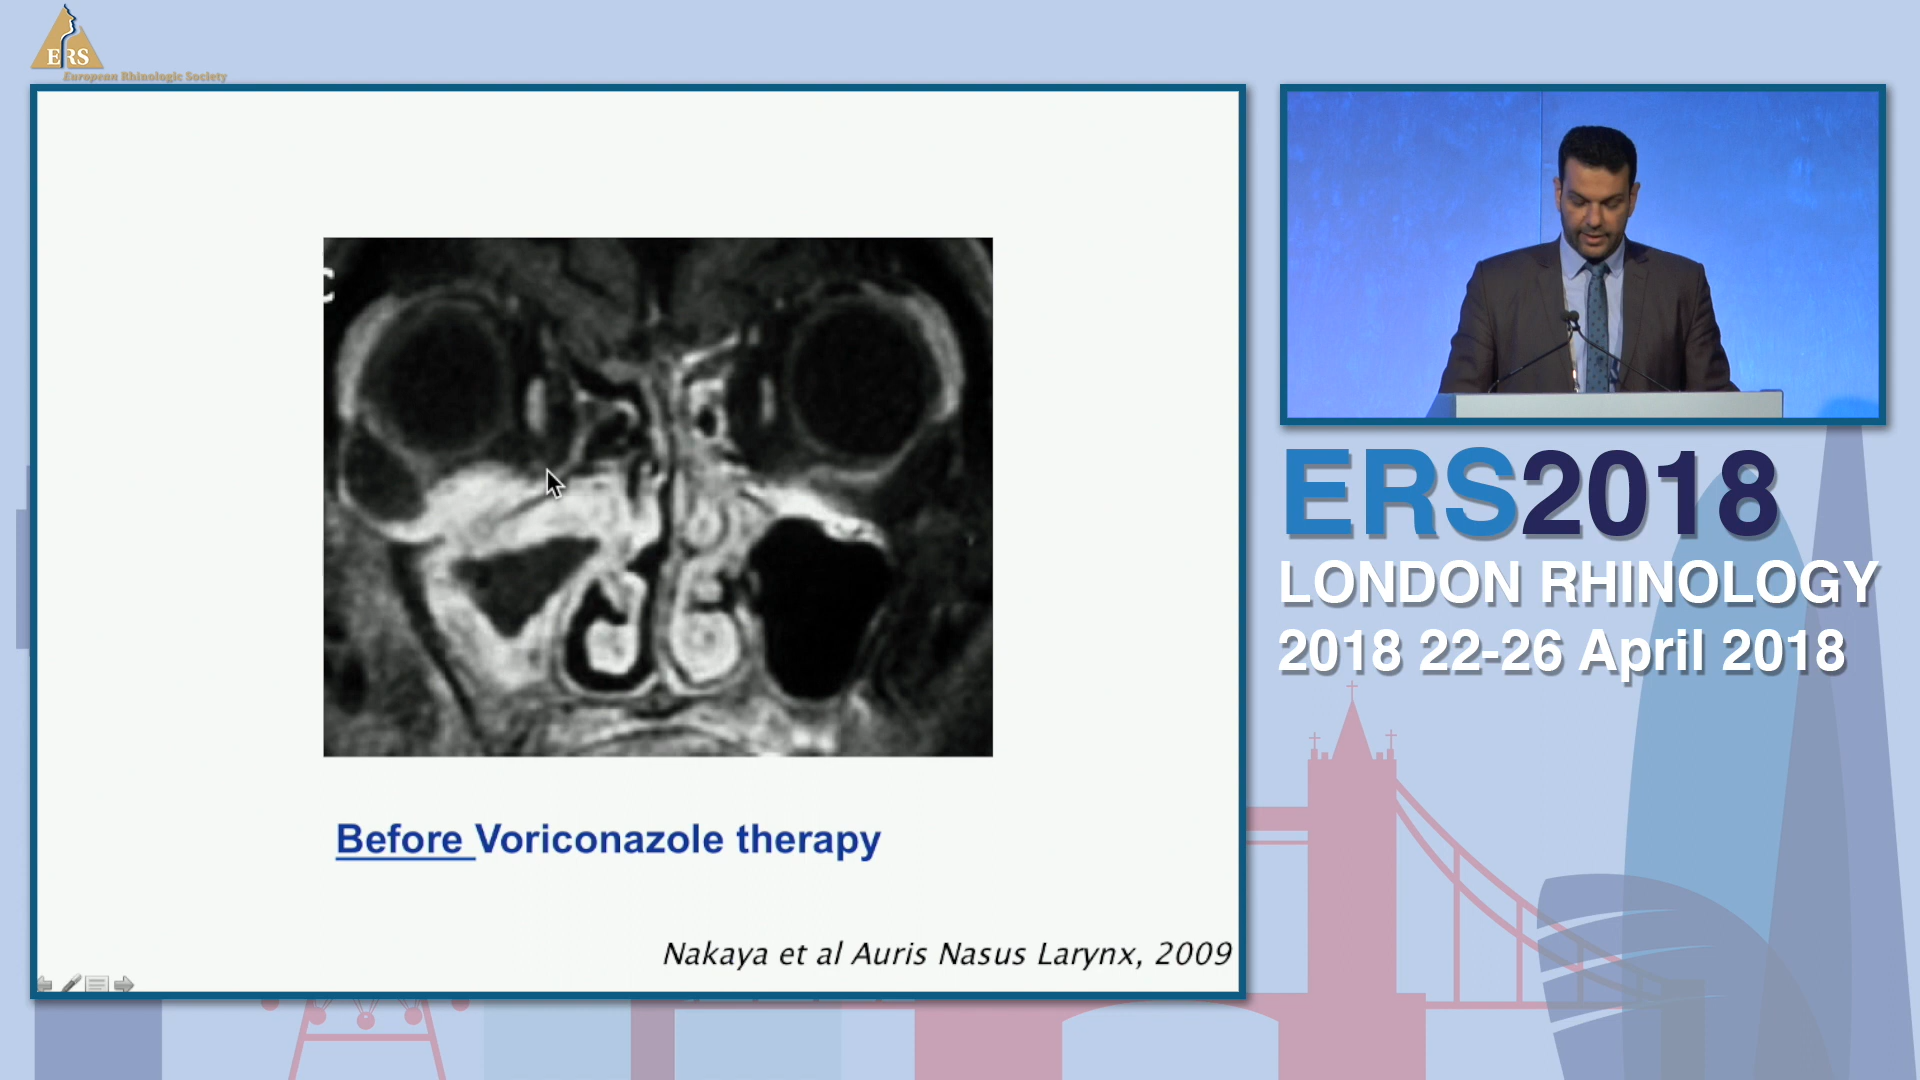 ERS
European Rhinologic Society
C
Before Voriconazole therapy
Nakaya et al Auris Nasus Larynx, 2009
ERS2018
LONDON RHINOLOGY
2018 22-26 April 2018